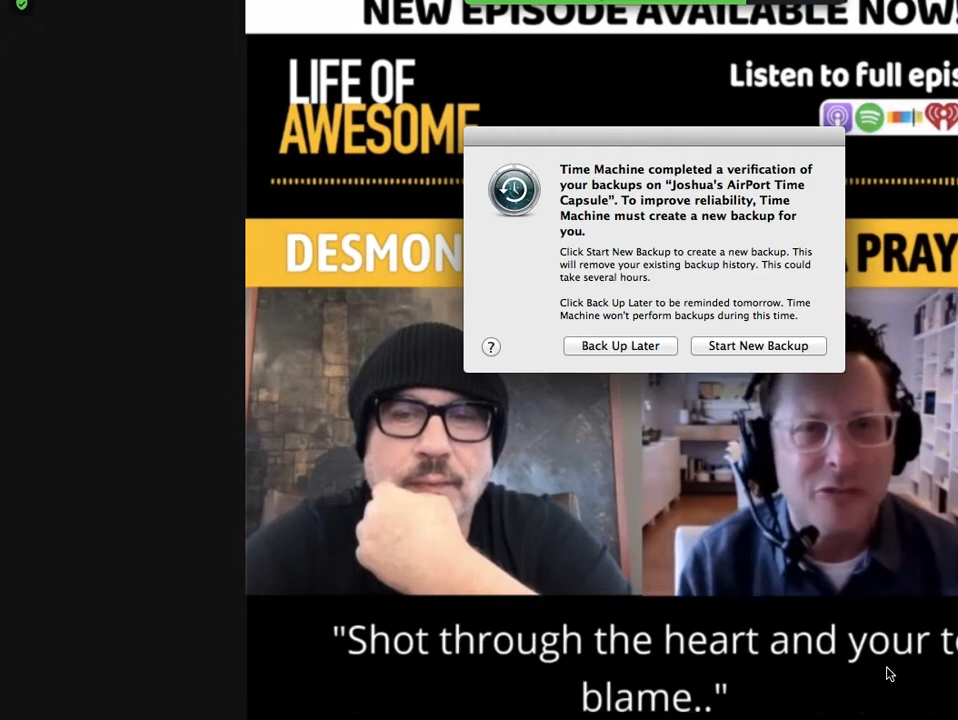 NEW EPISODE AVAILABLE NOW!
LIFE OF
AWESOME
Listen to full epis
Time Machine completed a verification of
your backups on “Joshua’s AirPort Time
Capsule”. To improve reliability, Time
Machine must create a new backup for
you.
Click Start New Backup to create a new backup. This
will remove your existing backup history. This could
take several hours.
Click Back Up Later to be reminded tomorrow. Time
Machine won’t perform backups during this time.
?
Back Up Later
Start New Backup
DESMON
PRAY
"Shot through the heart and your to
blame.."